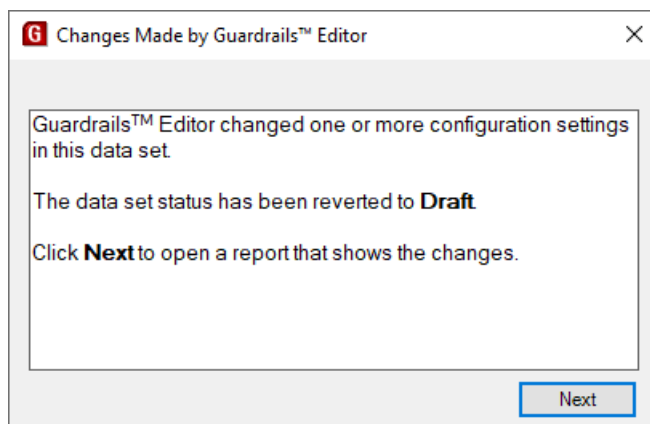 G Changes Made by Guardrails™ Editor
Guardrails™ Editor changed one or more configuration settings
in this data set.
The data set status has been reverted to Draft.
Click Next to open a report that shows the changes.
Next